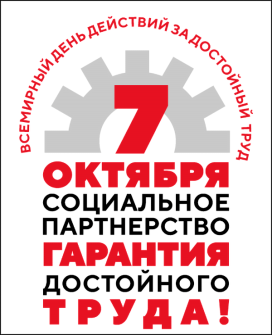 ВСЕМИРНЫЙ ДЕНЬ ДЕЙСТВИЙ ЗА ДОСТОЙНЫЙ ТРУД
7
ОКТЯБРЯ
СОЦИАЛЬНОЕ
ПАРТНЕРСТВО
ГАРАНТИЯ
ДОСТОЙНОГО
ТРУДА!